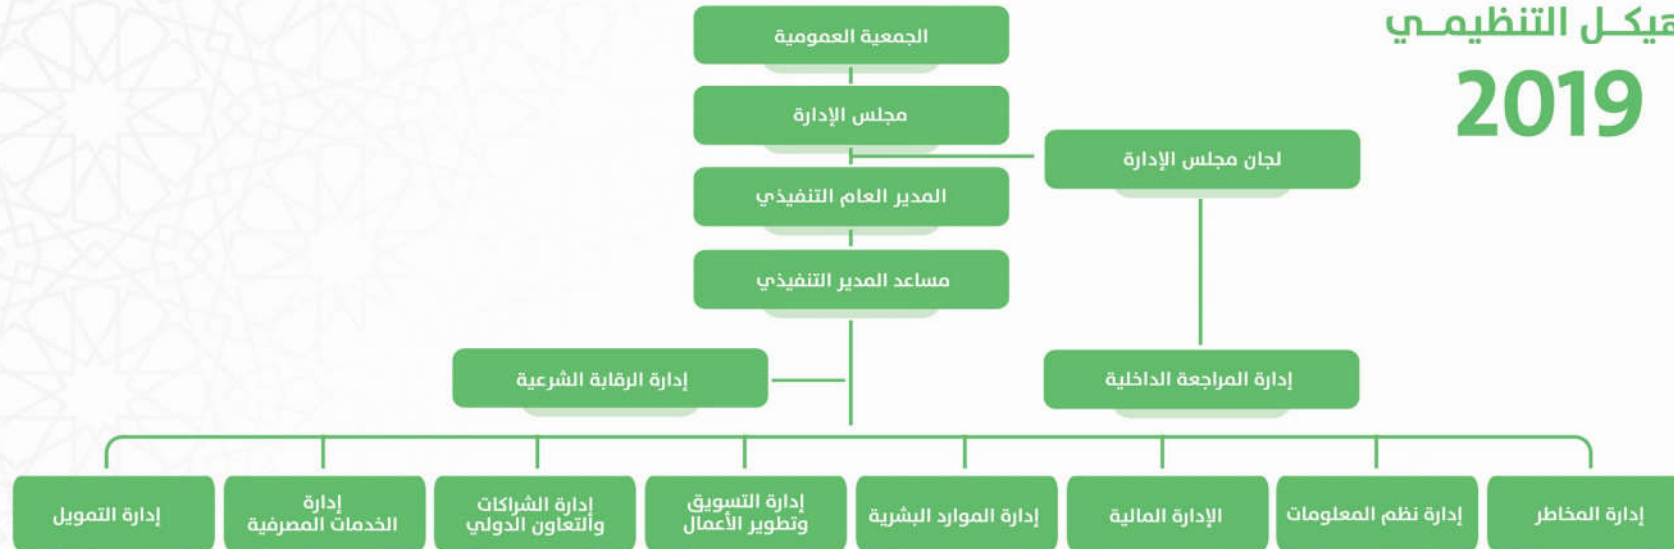 هيكـل التنظيمـي
2019
الجمعية العمومية
مجلس الإدارة
لجان مجلس الإدارة
المدير العام التنفيذي
مساعد المدير التنفيذي
إدارة المراجعة الداخلية
إدارة الرقابة الشرعية
إدارة المخاطر
إدارة نظم المعلومات
الإدارة المالية
إدارة الموارد البشرية
إدارة التسويق
وتطوير الأعمال
إدارة الشراكات
والتعاون الدولي
إدارة
الخدمات المصرفية
إدارة التمويل